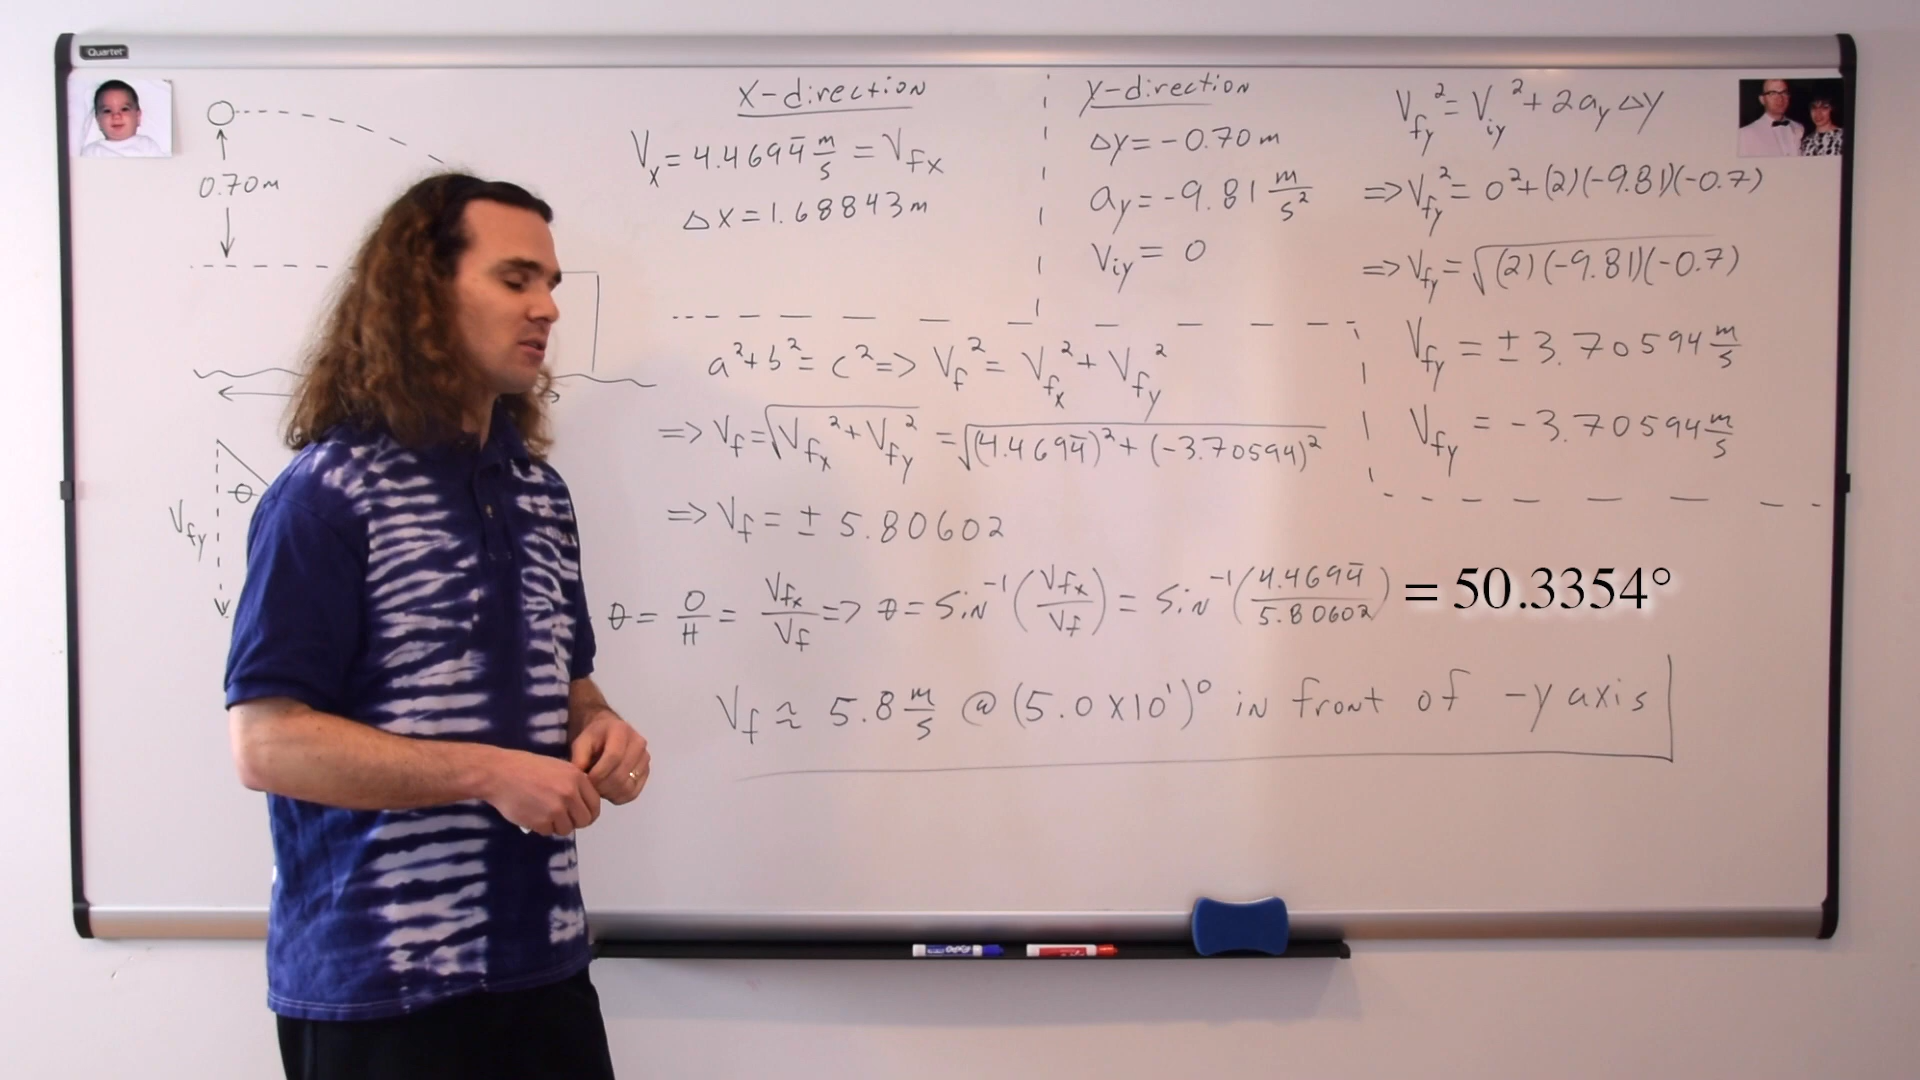 Quartet
0.70m
Vfy
θ
x-direction
Vx = 4.4694̄ m/s = Vfx
Δx = 1.68843m
y-direction
Δy = -0.70m
ay = -9.81 m/s²
Viy = 0
Vfy² = Viy² + 2ayΔy
=> Vfy² = 0² + (2)(-9.81)(-0.7)
=> Vfy = √(2)(-9.81)(-0.7)
Vfy = ± 3.70594 m/s
Vfy = -3.70594 m/s
a² + b² = c² => Vf² = Vfx² + Vfy²
=> Vf = √Vfx² + Vfy² = √(4.4694̄)² + (-3.70594)²
=> Vf = ± 5.80602
θ = O/H = Vfx/Vf => θ = sin⁻¹(Vfx/Vf) = sin⁻¹(4.4694̄/5.80602) = 50.3354°
Vf ≈ 5.8 m/s @ (5.0 x 10¹)° in front of -y axis